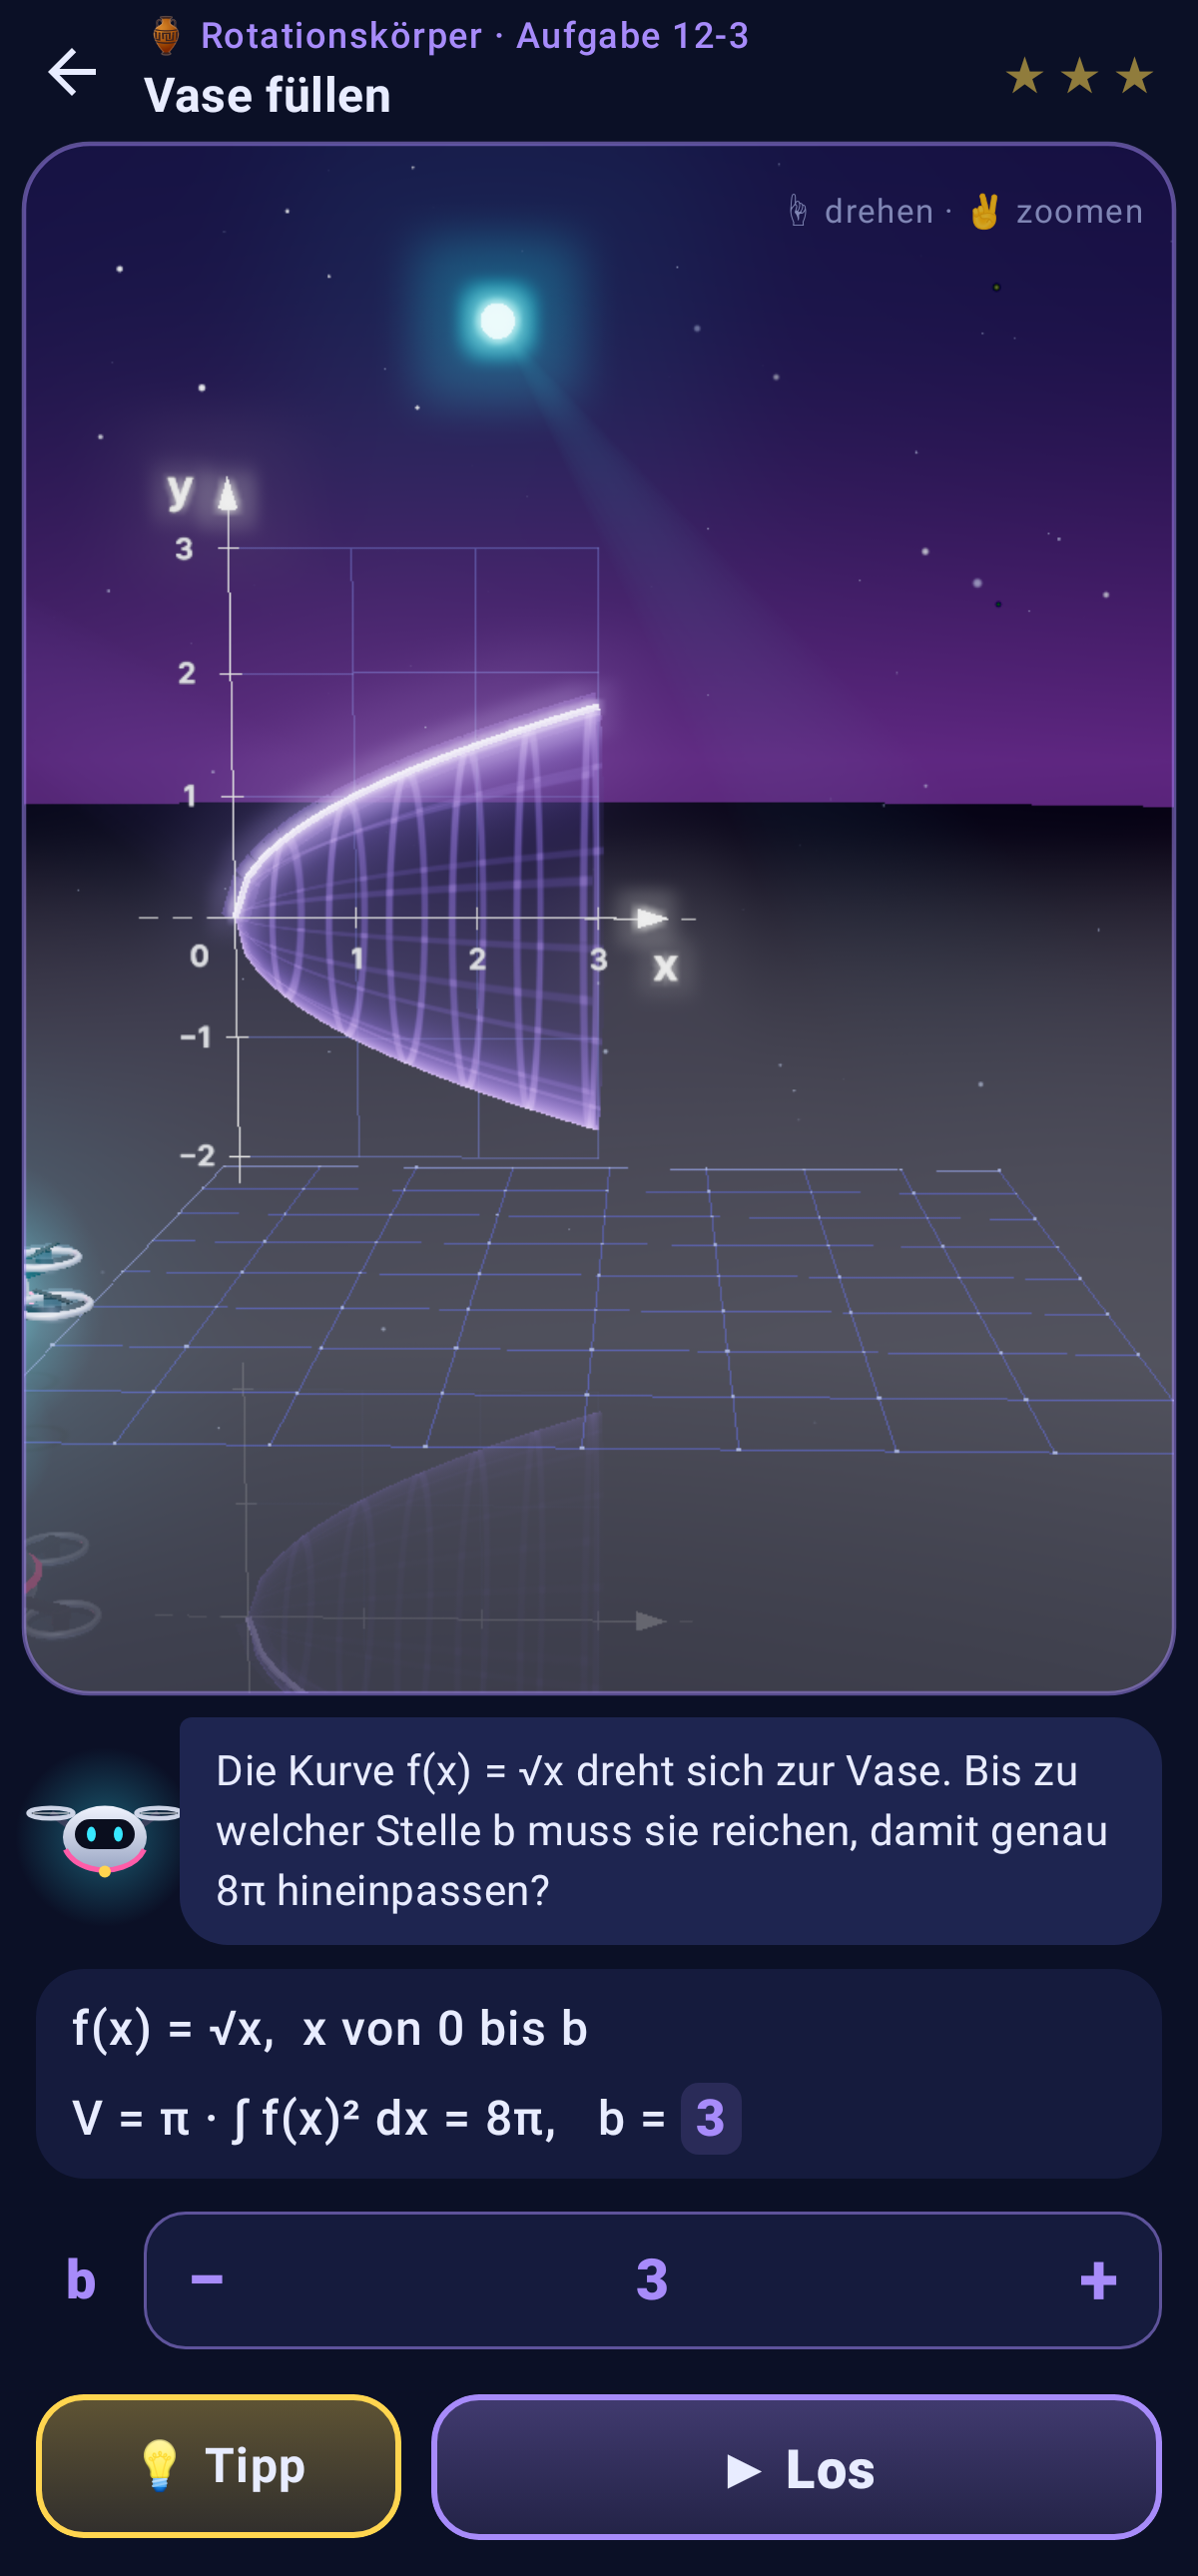 🏺 Rotationskörper · Aufgabe 12-3
Vase füllen
★ ★ ★
☝ drehen · ✌ zoomen
y
3
2
1
0
1
2
3
x
−1
−2
Die Kurve f(x) = √x dreht sich zur Vase. Bis zu
welcher Stelle b muss sie reichen, damit genau
8π hineinpassen?
f(x) = √x, x von 0 bis b
V = π · ∫ f(x)² dx = 8π, b = 3
b − 3 +
💡 Tipp
▶ Los